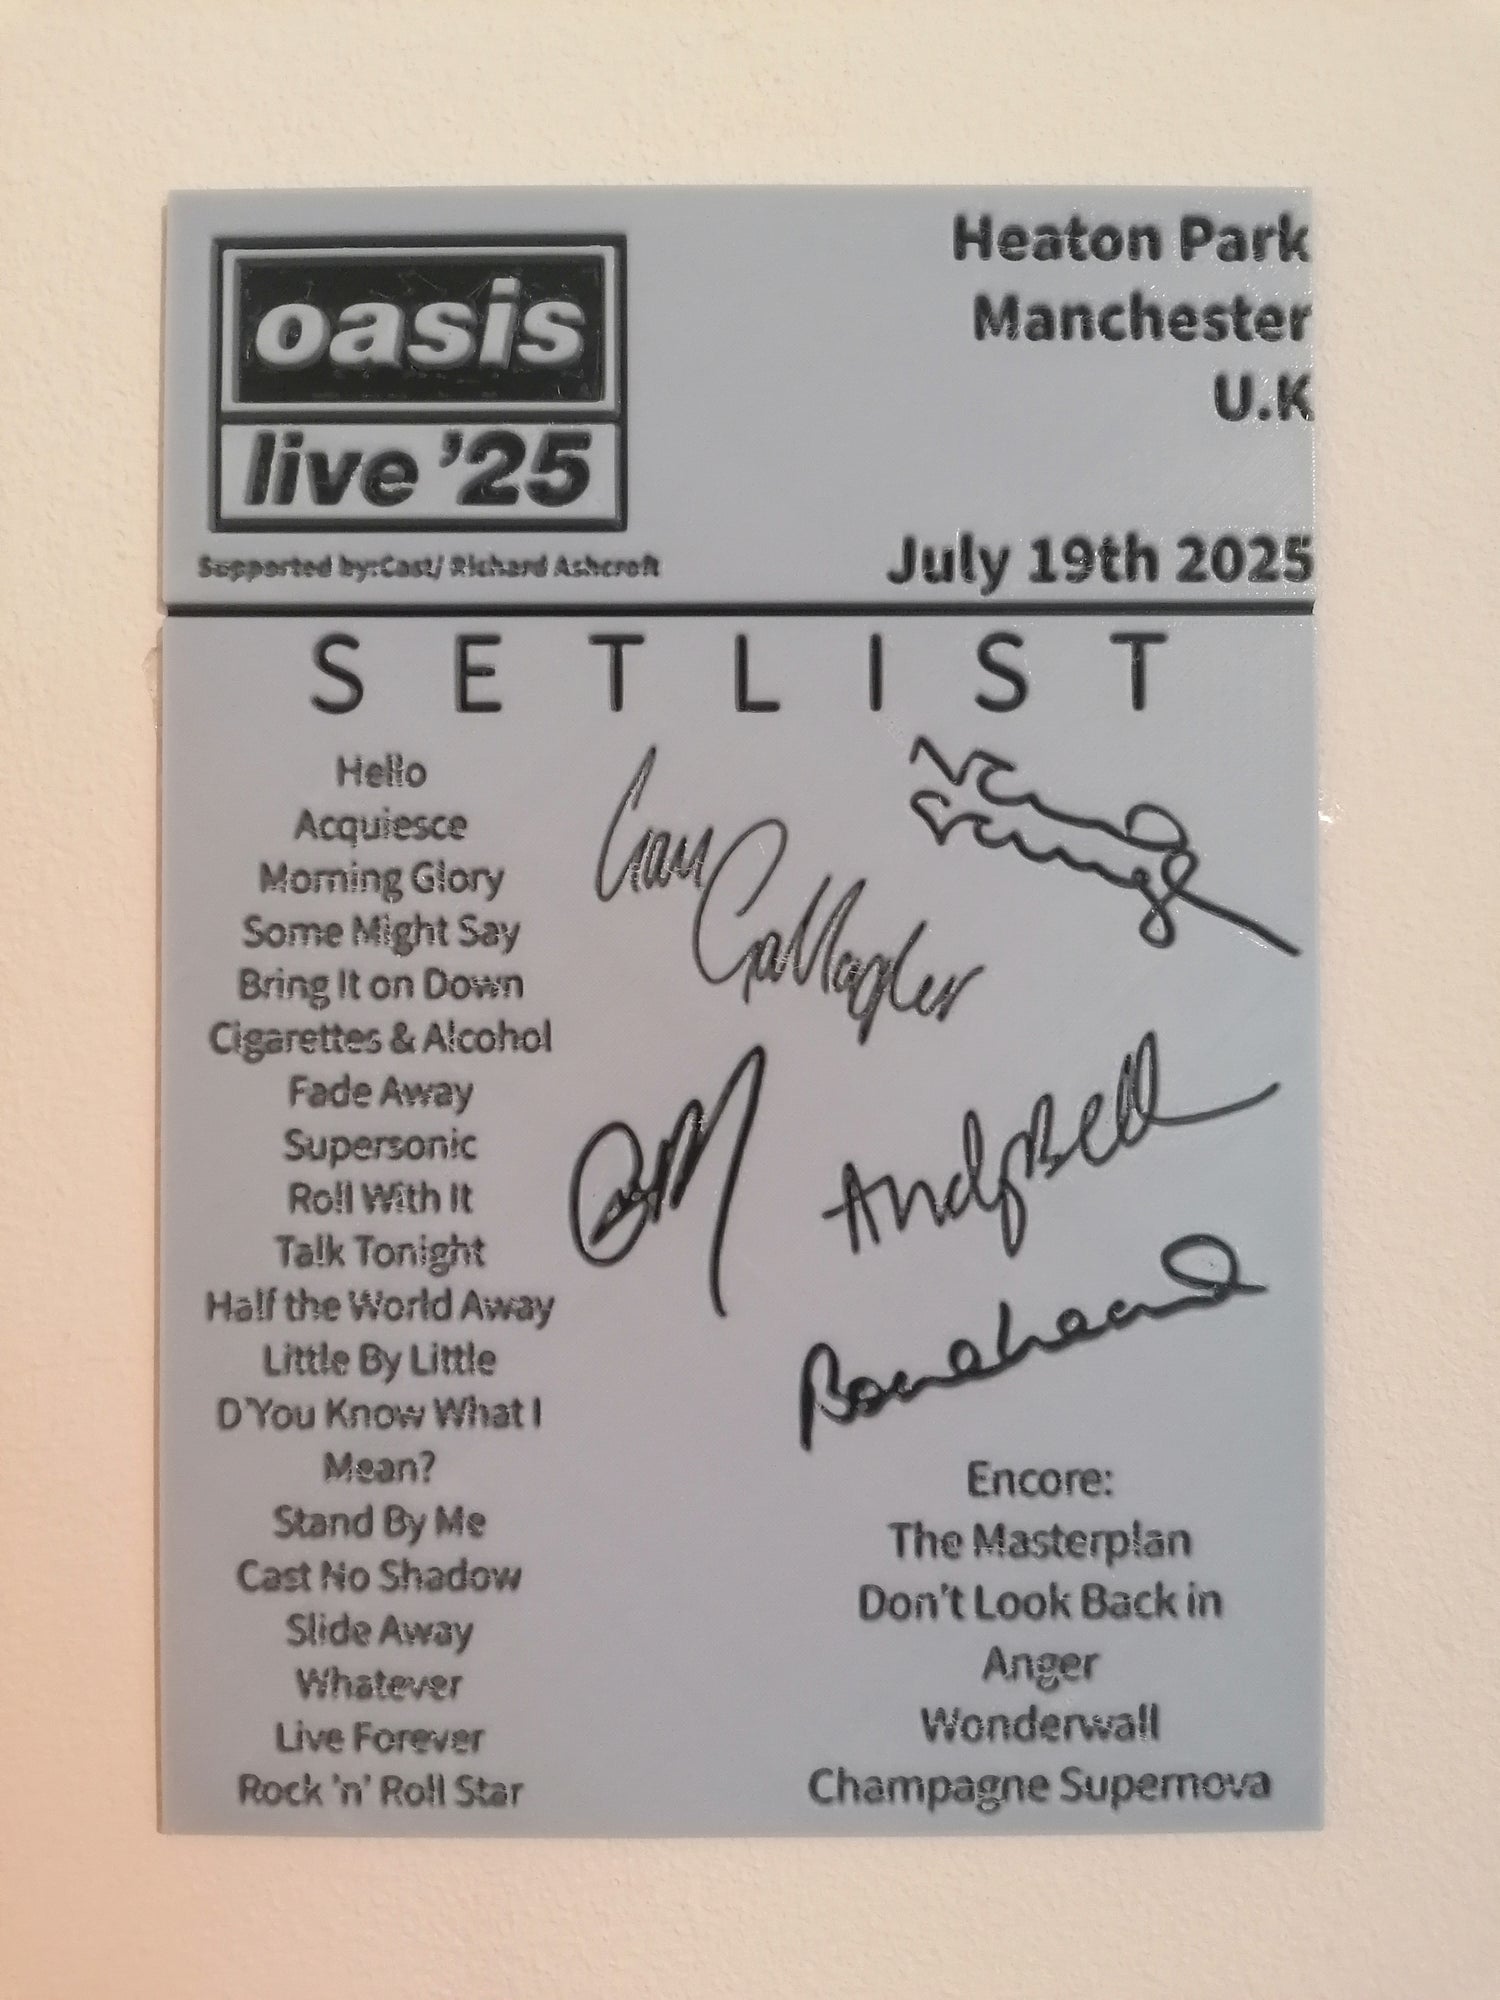 oasis
live '25
Supported by:Cast/ Richard Ashcroft
Heaton Park
Manchester
U.K
July 19th 2025
SETLIST
Hello
Acquiesce
Morning Glory
Some Might Say
Bring It on Down
Cigarettes & Alcohol
Fade Away
Supersonic
Roll With It
Talk Tonight
Half the World Away
Little By Little
D'You Know What I
Mean?
Stand By Me
Cast No Shadow
Slide Away
Whatever
Live Forever
Rock 'n' Roll Star
Liam
Gallagher
Andy Bell
Bonehead
Encore:
The Masterplan
Don't Look Back in
Anger
Wonderwall
Champagne Supernova